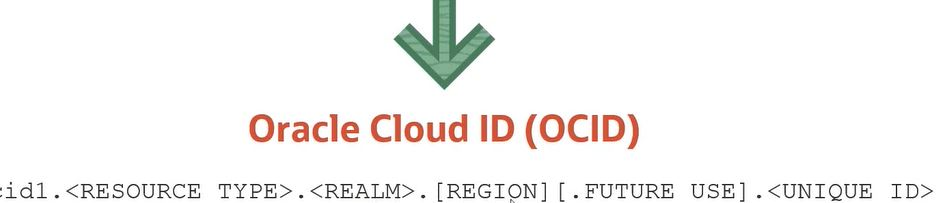 Oracle Cloud ID (OCID)
cid1.<RESOURCE TYPE>.<REALM>.[REGION][.FUTURE USE].<UNIQUE ID>